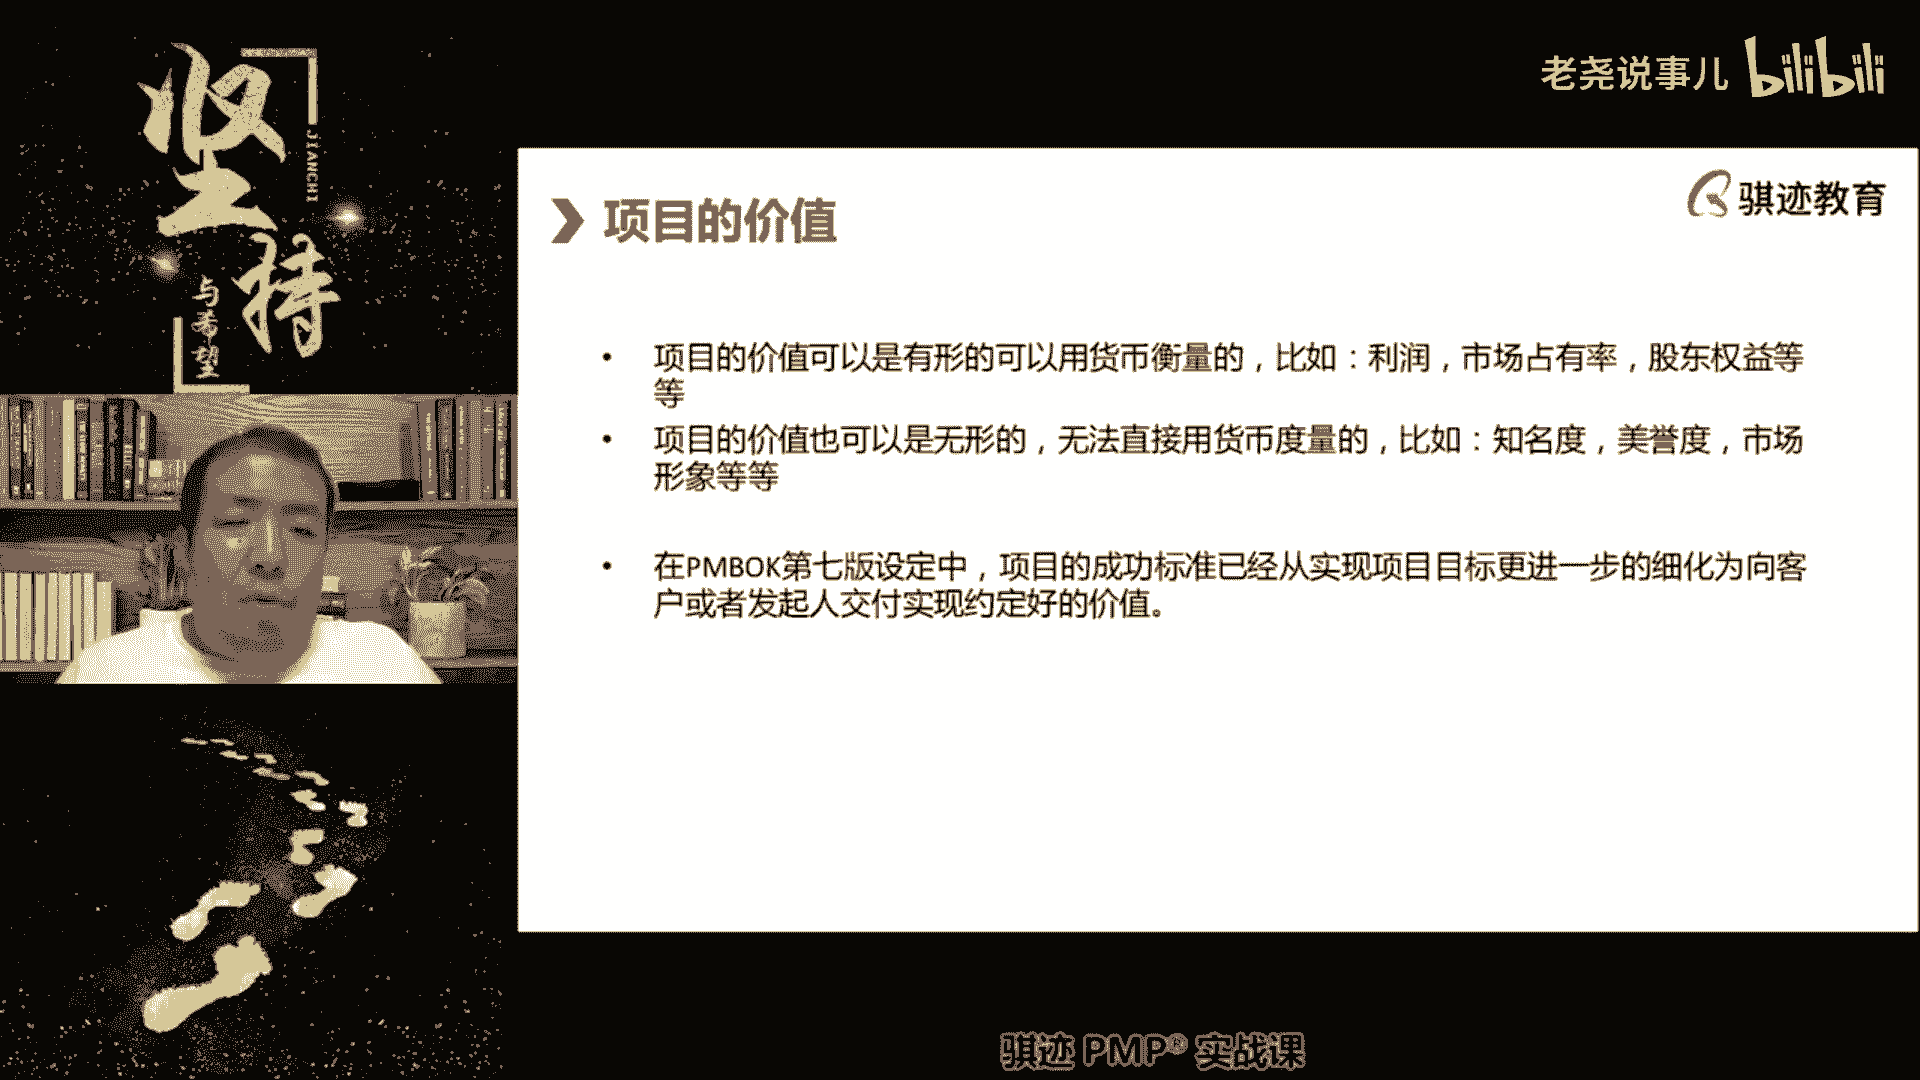 坚持
JIANCHI
与希望
老尧说事儿 bilibili
骐迹教育
项目的价值
• 项目的价值可以是有形的可以用货币衡量的，比如：利润，市场占有率，股东权益等
等
• 项目的价值也可以是无形的，无法直接用货币度量的，比如：知名度，美誉度，市场
形象等等
• 在PMBOK第七版设定中，项目的成功标准已经从实现项目目标更进一步的细化为向客
户或者发起人交付实现约定好的价值。
骐迹 PMP® 实战课